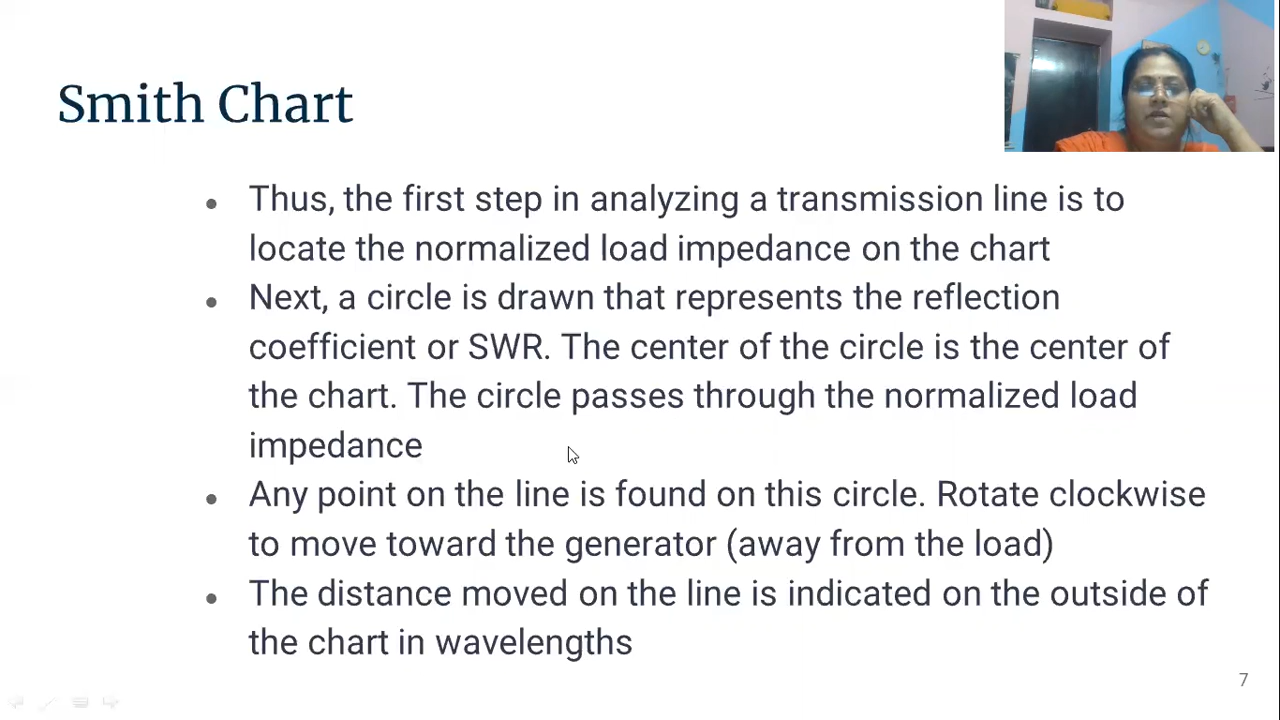 Smith Chart
Thus, the first step in analyzing a transmission line is to
locate the normalized load impedance on the chart
Next, a circle is drawn that represents the reflection
coefficient or SWR. The center of the circle is the center of
the chart. The circle passes through the normalized load
impedance
Any point on the line is found on this circle. Rotate clockwise
to move toward the generator (away from the load)
The distance moved on the line is indicated on the outside of
the chart in wavelengths
7